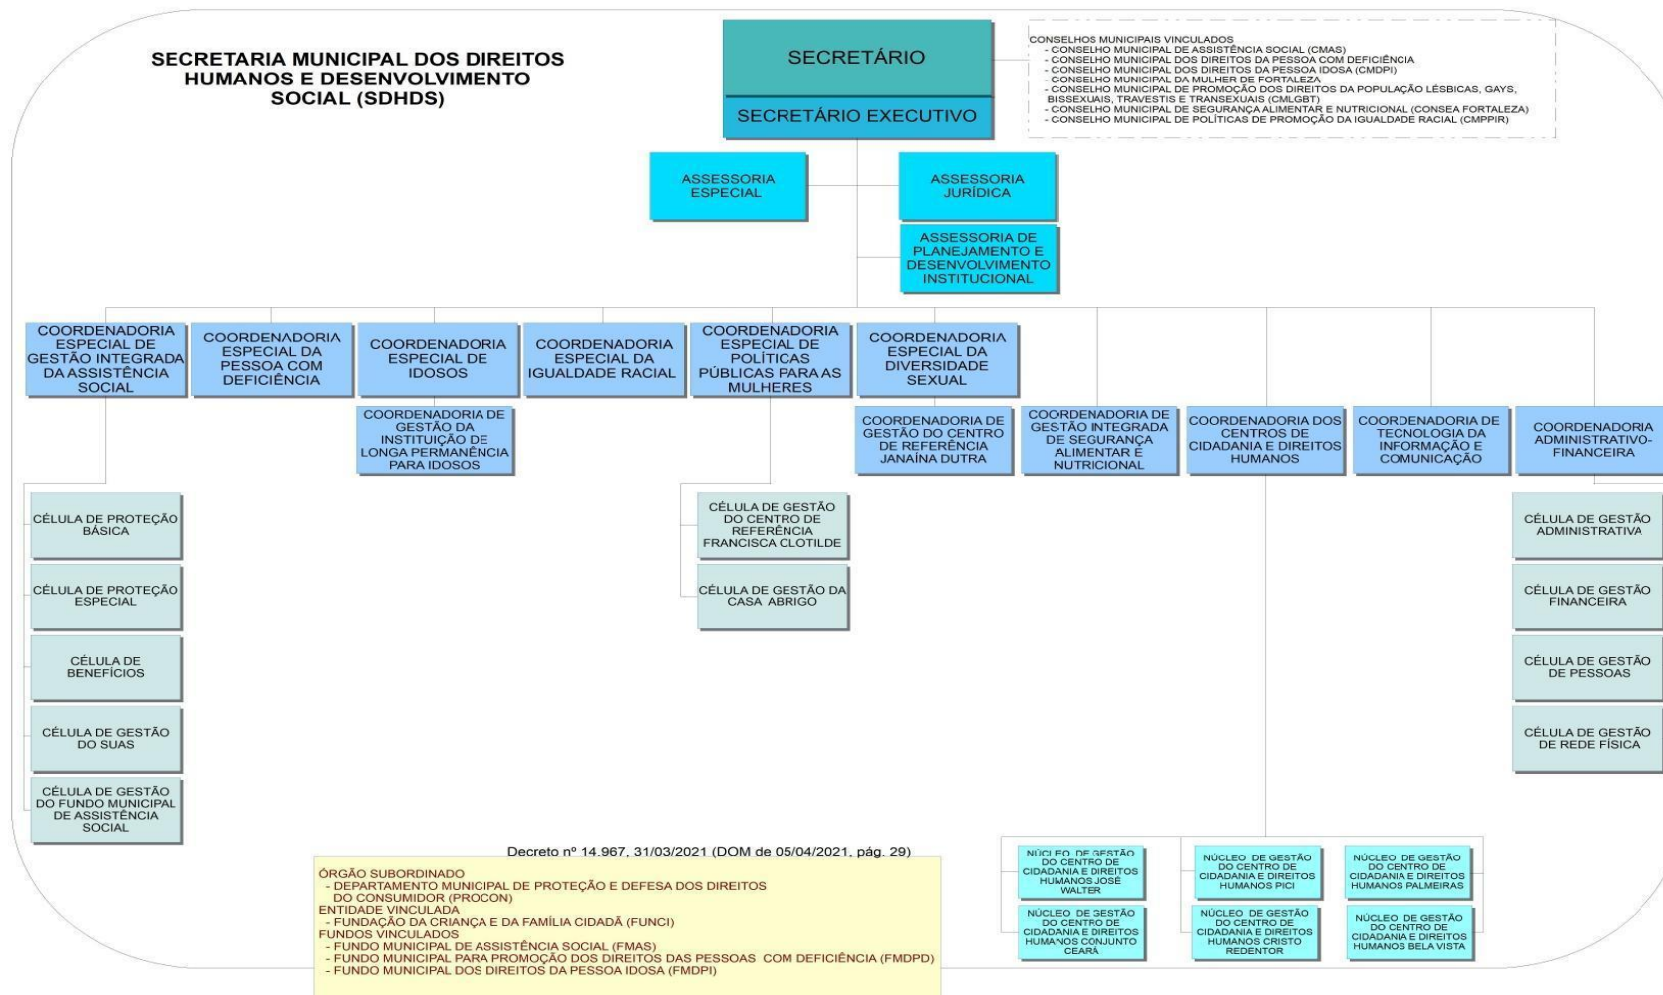 SECRETARIA MUNICIPAL DOS DIREITOS
HUMANOS E DESENVOLVIMENTO
SOCIAL (SDHDS)
SECRETÁRIO
SECRETÁRIO EXECUTIVO
CONSELHOS MUNICIPAIS VINCULADOS
- CONSELHO MUNICIPAL DE ASSISTÊNCIA SOCIAL (CMAS)
- CONSELHO MUNICIPAL DOS DIREITOS DA PESSOA COM DEFICIÊNCIA
- CONSELHO MUNICIPAL DOS DIREITOS DA PESSOA IDOSA (CMDPI)
- CONSELHO MUNICIPAL DA MULHER DE FORTALEZA
- CONSELHO MUNICIPAL DE PROMOÇÃO DOS DIREITOS DA POPULAÇÃO LÉSBICAS, GAYS,
BISSEXUAIS, TRAVESTIS E TRANSEXUAIS (CMLGBT)
- CONSELHO MUNICIPAL DE SEGURANÇA ALIMENTAR E NUTRICIONAL (CONSEA FORTALEZA)
- CONSELHO MUNICIPAL DE POLÍTICAS DE PROMOÇÃO DA IGUALDADE RACIAL (CMPPIR)
ASSESSORIA
ESPECIAL
ASSESSORIA
JURÍDICA
ASSESSORIA DE
PLANEJAMENTO E
DESENVOLVIMENTO
INSTITUCIONAL
COORDENADORIA
ESPECIAL DE
GESTÃO INTEGRADA
DA ASSISTÊNCIA
SOCIAL
COORDENADORIA
ESPECIAL DA
PESSOA COM
DEFICIÊNCIA
COORDENADORIA
ESPECIAL DE
IDOSOS
COORDENADORIA
ESPECIAL DA
IGUALDADE RACIAL
COORDENADORIA
ESPECIAL DE
POLÍTICAS
PÚBLICAS PARA AS
MULHERES
COORDENADORIA
ESPECIAL DA
DIVERSIDADE
SEXUAL
COORDENADORIA DE
GESTÃO DA
INSTITUIÇÃO DE
LONGA PERMANÊNCIA
PARA IDOSOS
COORDENADORIA DE
GESTÃO DO CENTRO
DE REFERÊNCIA
JANAÍNA DUTRA
COORDENADORIA DE
GESTÃO INTEGRADA
DE SEGURANÇA
ALIMENTAR E
NUTRICIONAL
COORDENADORIA DOS
CENTROS DE
CIDADANIA E DIREITOS
HUMANOS
COORDENADORIA DE
TECNOLOGIA DA
INFORMAÇÃO E
COMUNICAÇÃO
COORDENADORIA
ADMINISTRATIVO-
FINANCEIRA
CÉLULA DE PROTEÇÃO
BÁSICA
CÉLULA DE PROTEÇÃO
ESPECIAL
CÉLULA DE
BENEFÍCIOS
CÉLULA DE GESTÃO
DO SUAS
CÉLULA DE GESTÃO
DO FUNDO MUNICIPAL
DE ASSISTÊNCIA
SOCIAL
CÉLULA DE GESTÃO
DO CENTRO DE
REFERÊNCIA
FRANCISCA CLOTILDE
CÉLULA DE GESTÃO DA
CASA ABRIGO
CÉLULA DE GESTÃO
ADMINISTRATIVA
CÉLULA DE GESTÃO
FINANCEIRA
CÉLULA DE GESTÃO
DE PESSOAS
CÉLULA DE GESTÃO
DE REDE FÍSICA
NÚCLEO DE GESTÃO
DO CENTRO DE
CIDADANIA E DIREITOS
HUMANOS JOSÉ
WALTER
NÚCLEO DE GESTÃO
DO CENTRO DE
CIDADANIA E DIREITOS
HUMANOS PICI
NÚCLEO DE GESTÃO
DO CENTRO DE
CIDADANIA E DIREITOS
HUMANOS PALMEIRAS
NÚCLEO DE GESTÃO
DO CENTRO DE
CIDADANIA E DIREITOS
HUMANOS CONJUNTO
CEARÁ
NÚCLEO DE GESTÃO
DO CENTRO DE
CIDADANIA E DIREITOS
HUMANOS CRISTO
REDENTOR
NÚCLEO DE GESTÃO
DO CENTRO DE
CIDADANIA E DIREITOS
HUMANOS BELA VISTA
Decreto nº 14.967, 31/03/2021 (DOM de 05/04/2021, pág. 29)
ÓRGÃO SUBORDINADO
- DEPARTAMENTO MUNICIPAL DE PROTEÇÃO E DEFESA DOS DIREITOS
DO CONSUMIDOR (PROCON)
ENTIDADE VINCULADA
- FUNDAÇÃO DA CRIANÇA E DA FAMÍLIA CIDADÃ (FUNCI)
FUNDOS VINCULADOS
- FUNDO MUNICIPAL DE ASSISTÊNCIA SOCIAL (FMAS)
- FUNDO MUNICIPAL PARA PROMOÇÃO DOS DIREITOS DAS PESSOAS COM DEFICIÊNCIA (FMDPD)
- FUNDO MUNICIPAL DOS DIREITOS DA PESSOA IDOSA (FMDPI)